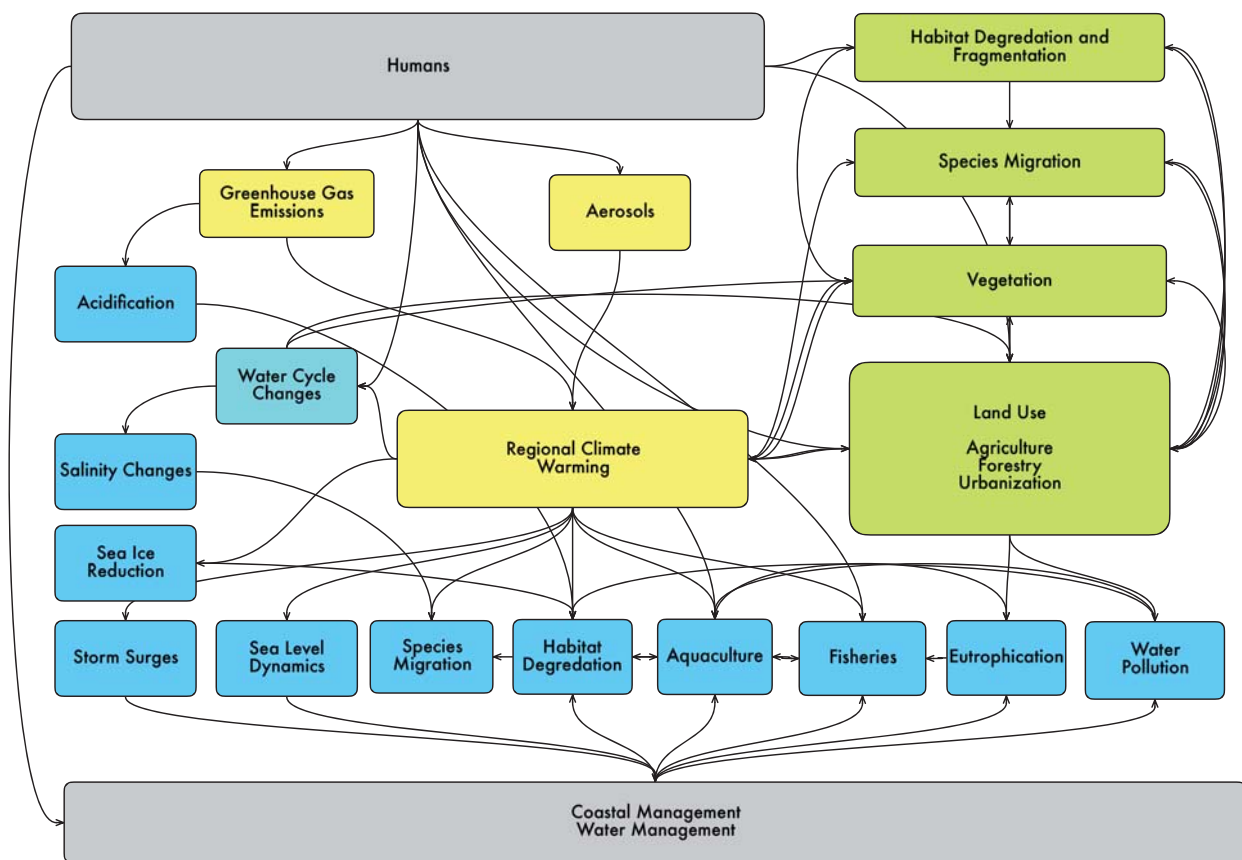 Humans
Habitat Degredation and
Fragmentation
Species Migration
Greenhouse Gas
Emissions
Aerosols
Vegetation
Acidification
Water Cycle
Changes
Land Use
Agriculture
Forestry
Urbanization
Regional Climate
Warming
Salinity Changes
Sea Ice
Reduction
Storm Surges
Sea Level
Dynamics
Species
Migration
Habitat
Degredation
Aquaculture
Fisheries
Eutrophication
Water
Pollution
Coastal Management
Water Management